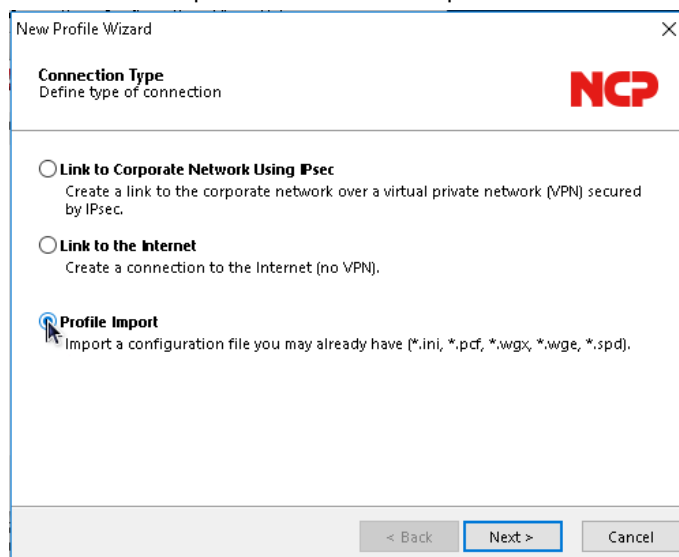 New Profile Wizard
Connection Type
Define type of connection
NCP
Link to Corporate Network Using IPsec
Create a link to the corporate network over a virtual private network (VPN) secured
by IPsec.
Link to the Internet
Create a connection to the Internet (no VPN).
Profile Import
Import a configuration file you may already have (*.ini, *.pcf, *.wgx, *.wge, *.spd).
< Back
Next >
Cancel